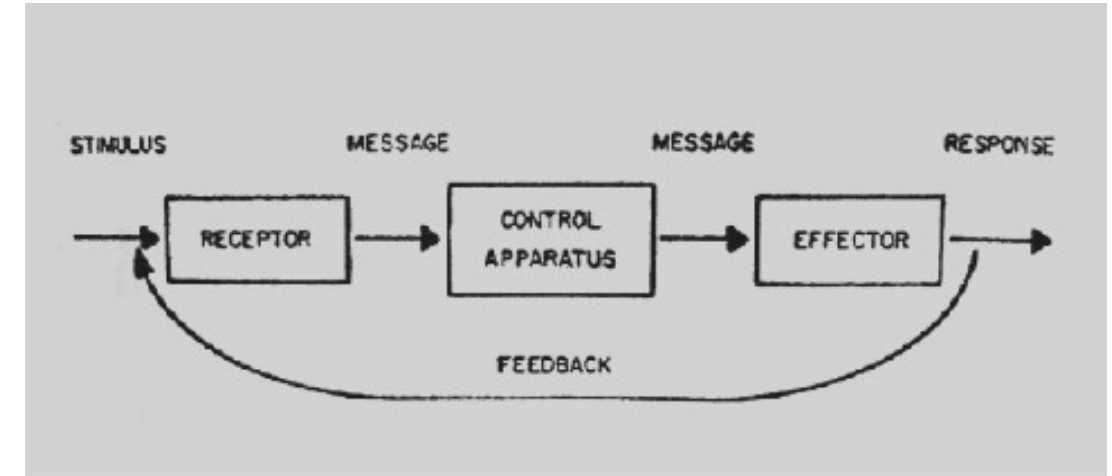 STIMULUS
MESSAGE
MESSAGE
RESPONSE
RECEPTOR
CONTROL
APPARATUS
EFFECTOR
FEEDBACK